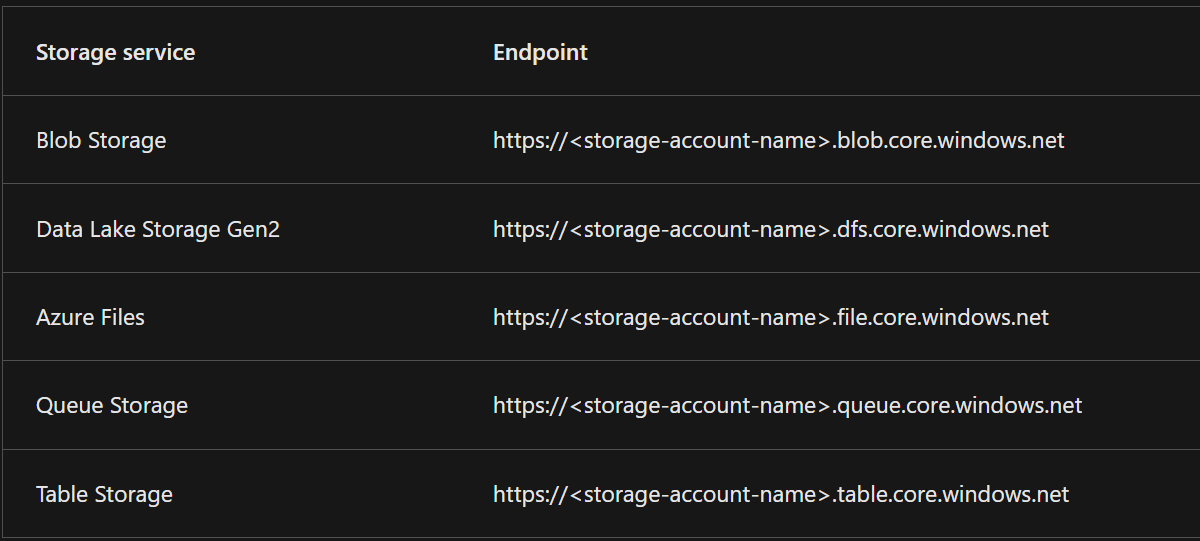 Storage service Endpoint
Blob Storage https://<storage-account-name>.blob.core.windows.net
Data Lake Storage Gen2 https://<storage-account-name>.dfs.core.windows.net
Azure Files https://<storage-account-name>.file.core.windows.net
Queue Storage https://<storage-account-name>.queue.core.windows.net
Table Storage https://<storage-account-name>.table.core.windows.net